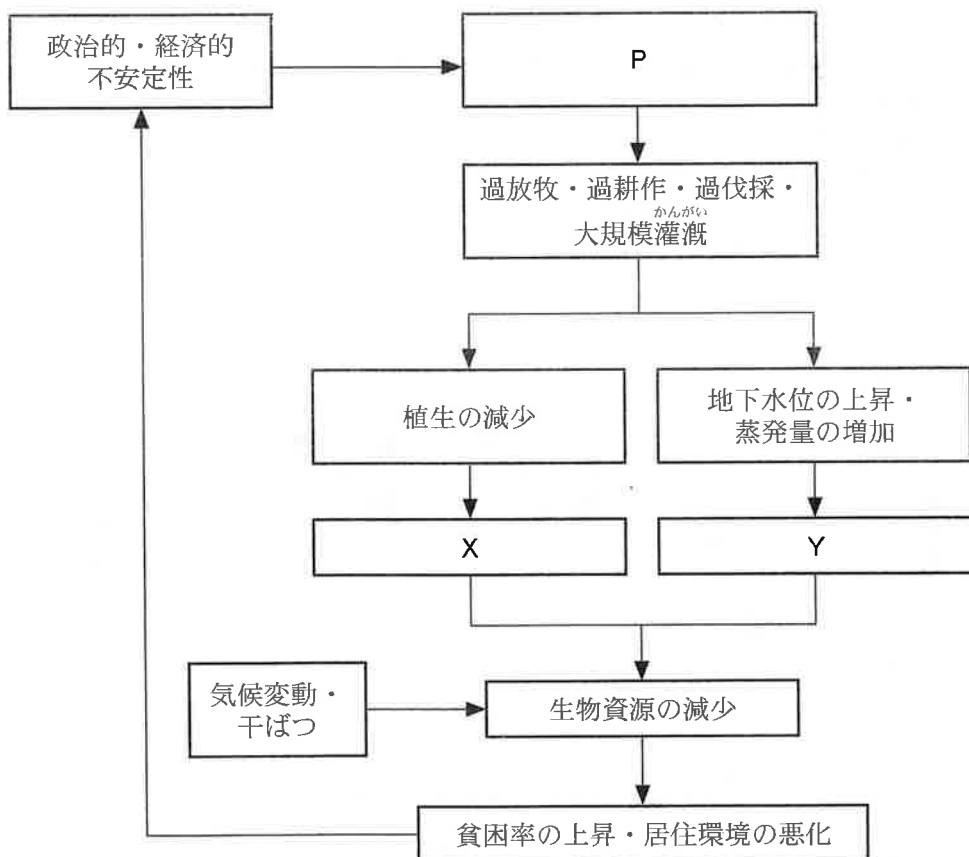 政治的・経済的
不安定性
P
過放牧・過耕作・過伐採・
かんがい
大規模灌漑
植生の減少
地下水位の上昇・
蒸発量の増加
X
Y
気候変動・
干ばつ
生物資源の減少
貧困率の上昇・居住環境の悪化